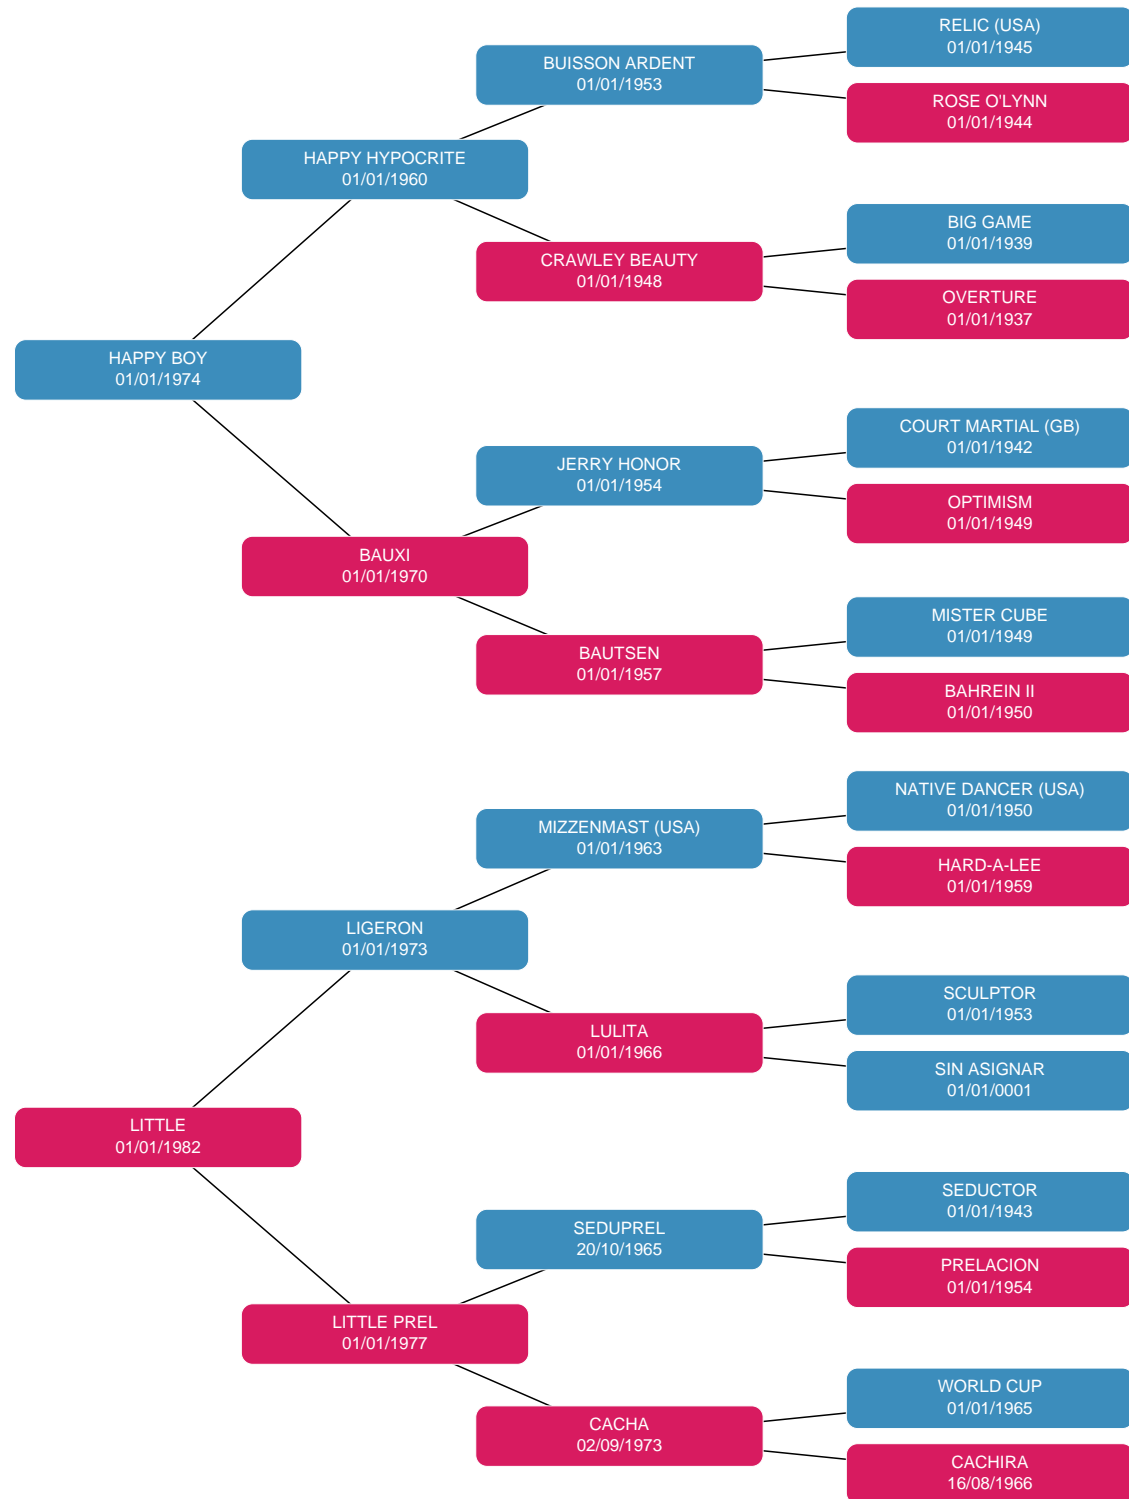 RELIC (USA)
01/01/1945
BUISSON ARDENT
01/01/1953
ROSE O'LYNN
01/01/1944
HAPPY HYPOCRITE
01/01/1960
BIG GAME
01/01/1939
CRAWLEY BEAUTY
01/01/1948
OVERTURE
01/01/1937
HAPPY BOY
01/01/1974
COURT MARTIAL (GB)
01/01/1942
JERRY HONOR
01/01/1954
OPTIMISM
01/01/1949
BAUXI
01/01/1970
MISTER CUBE
01/01/1949
BAUTSEN
01/01/1957
BAHREIN II
01/01/1950
NATIVE DANCER (USA)
01/01/1950
MIZZENMAST (USA)
01/01/1963
HARD-A-LEE
01/01/1959
LIGERON
01/01/1973
SCULPTOR
01/01/1953
LULITA
01/01/1966
SIN ASIGNAR
01/01/0001
LITTLE
01/01/1982
SEDUCTOR
01/01/1943
SEDUPREL
20/10/1965
PRELACION
01/01/1954
LITTLE PREL
01/01/1977
WORLD CUP
01/01/1965
CACHA
02/09/1973
CACHIRA
16/08/1966